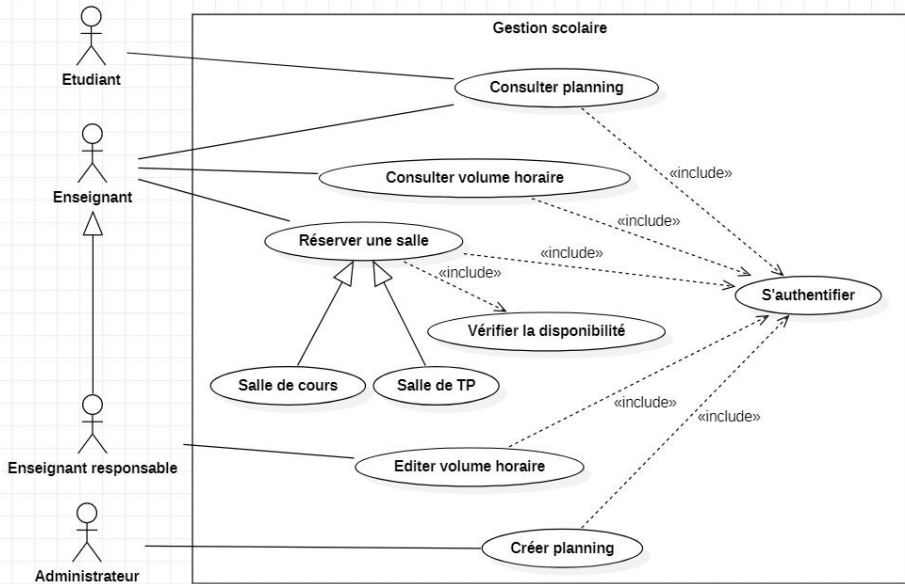 Gestion scolaire
Etudiant
Consulter planning
«include»
Enseignant
Consulter volume horaire
«include»
Réserver une salle
«include»
«include»
S'authentifier
Vérifier la disponibilité
Salle de cours
Salle de TP
«include»
«include»
Enseignant responsable
Editer volume horaire
Créer planning
Administrateur